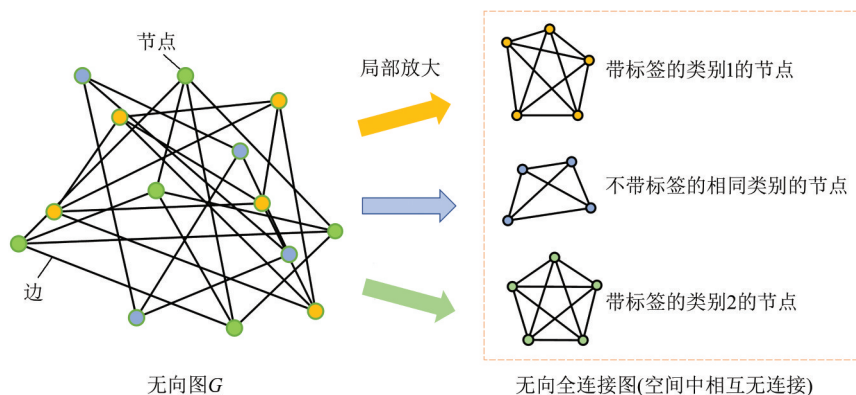 节点
局部放大
带标签的类别1的节点
不带标签的相同类别的节点
边
带标签的类别2的节点
无向图G
无向全连接图(空间中相互无连接)